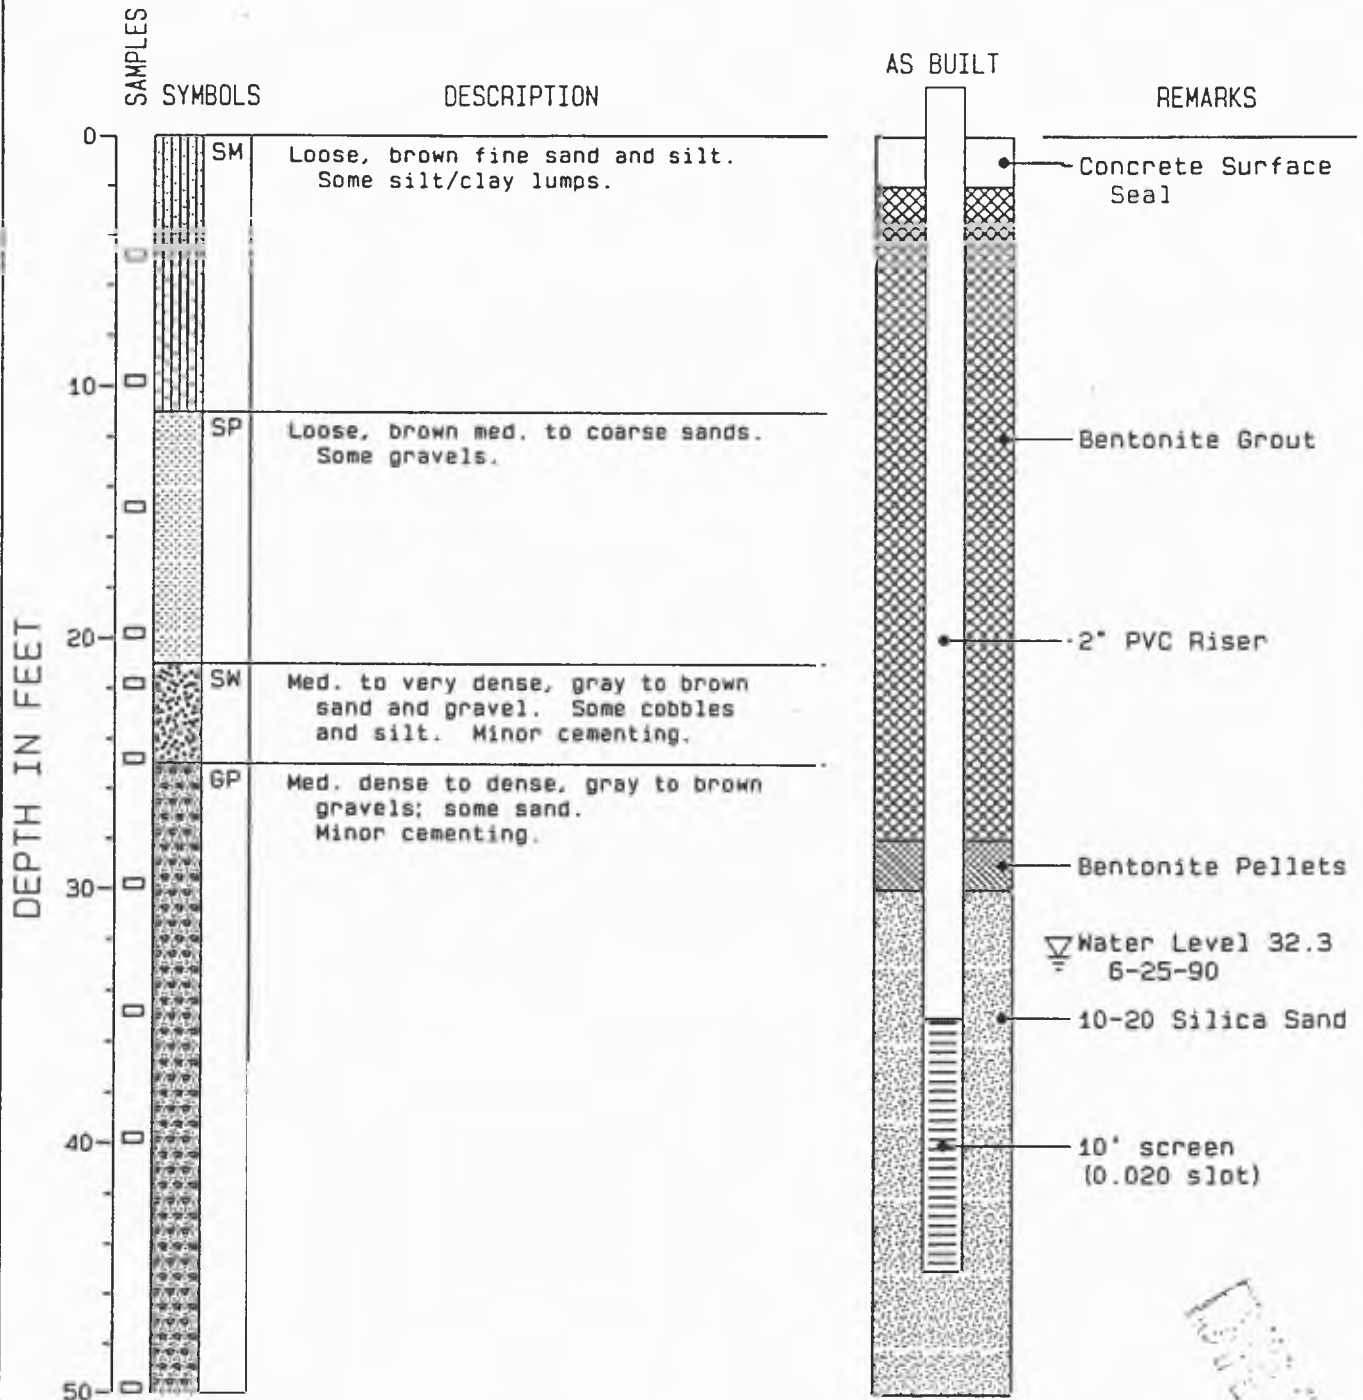 SAMPLES
SYMBOLS
DESCRIPTION
AS BUILT
REMARKS
DEPTH IN FEET
0
10
20
30
40
50
SM
Loose, brown fine sand and silt.
Some silt/clay lumps.
SP
Loose, brown med. to coarse sands.
Some gravels.
SW
Med. to very dense, gray to brown
sand and gravel. Some cobbles
and silt. Minor cementing.
GP
Med. dense to dense, gray to brown
gravels; some sand.
Minor cementing.
Concrete Surface
Seal
Bentonite Grout
2" PVC Riser
Bentonite Pellets
Water Level 32.3
6-25-90
10-20 Silica Sand
10' screen
(0.020 slot)